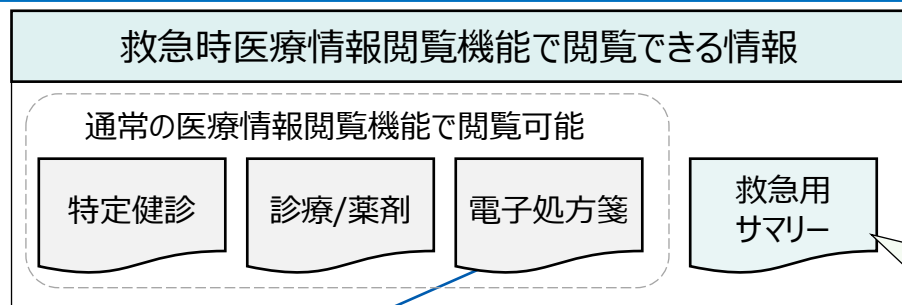 救急時医療情報閲覧機能で閲覧できる情報
通常の医療情報閲覧機能で閲覧可能
特定健診
診療/薬剤
電子処方箋
救急用
サマリー